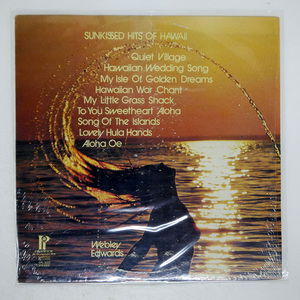 SUNKISSED HITS OF HAWAII
Quiet Village
Hawaiian Wedding Song
My Isle Of Golden Dreams
Hawaiian War Chant
My Little Grass Shack
To You Sweetheart Aloha
Song Of The Islands
Lovely Hula Hands
Aloha Oe
Webley
Edwards